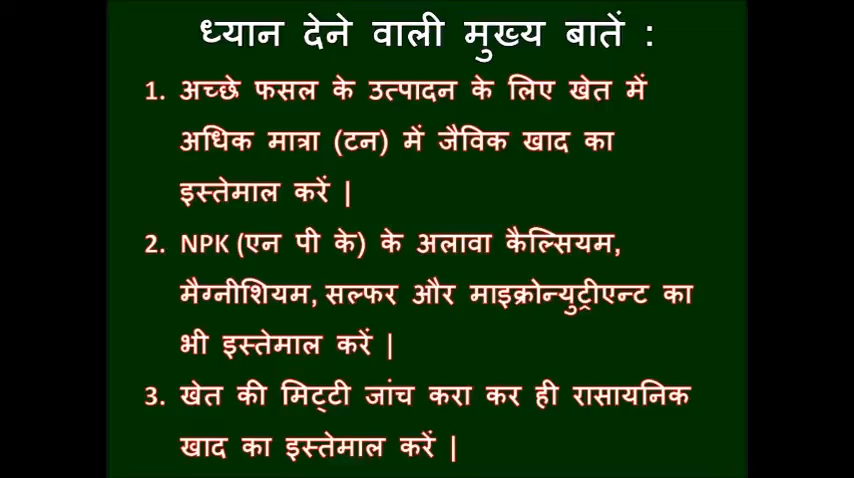 ध्यान देने वाली मुख्य बातें :
1. अच्छे फसल के उत्पादन के लिए खेत में
अधिक मात्रा (टन) में जैविक खाद का
इस्तेमाल करें |
2. NPK (एन पी के) के अलावा कैल्सियम,
मैग्नीशियम, सल्फर और माइक्रोन्युट्रीएन्ट का
भी इस्तेमाल करें |
3. खेत की मिट्टी जांच करा कर ही रासायनिक
खाद का इस्तेमाल करें |